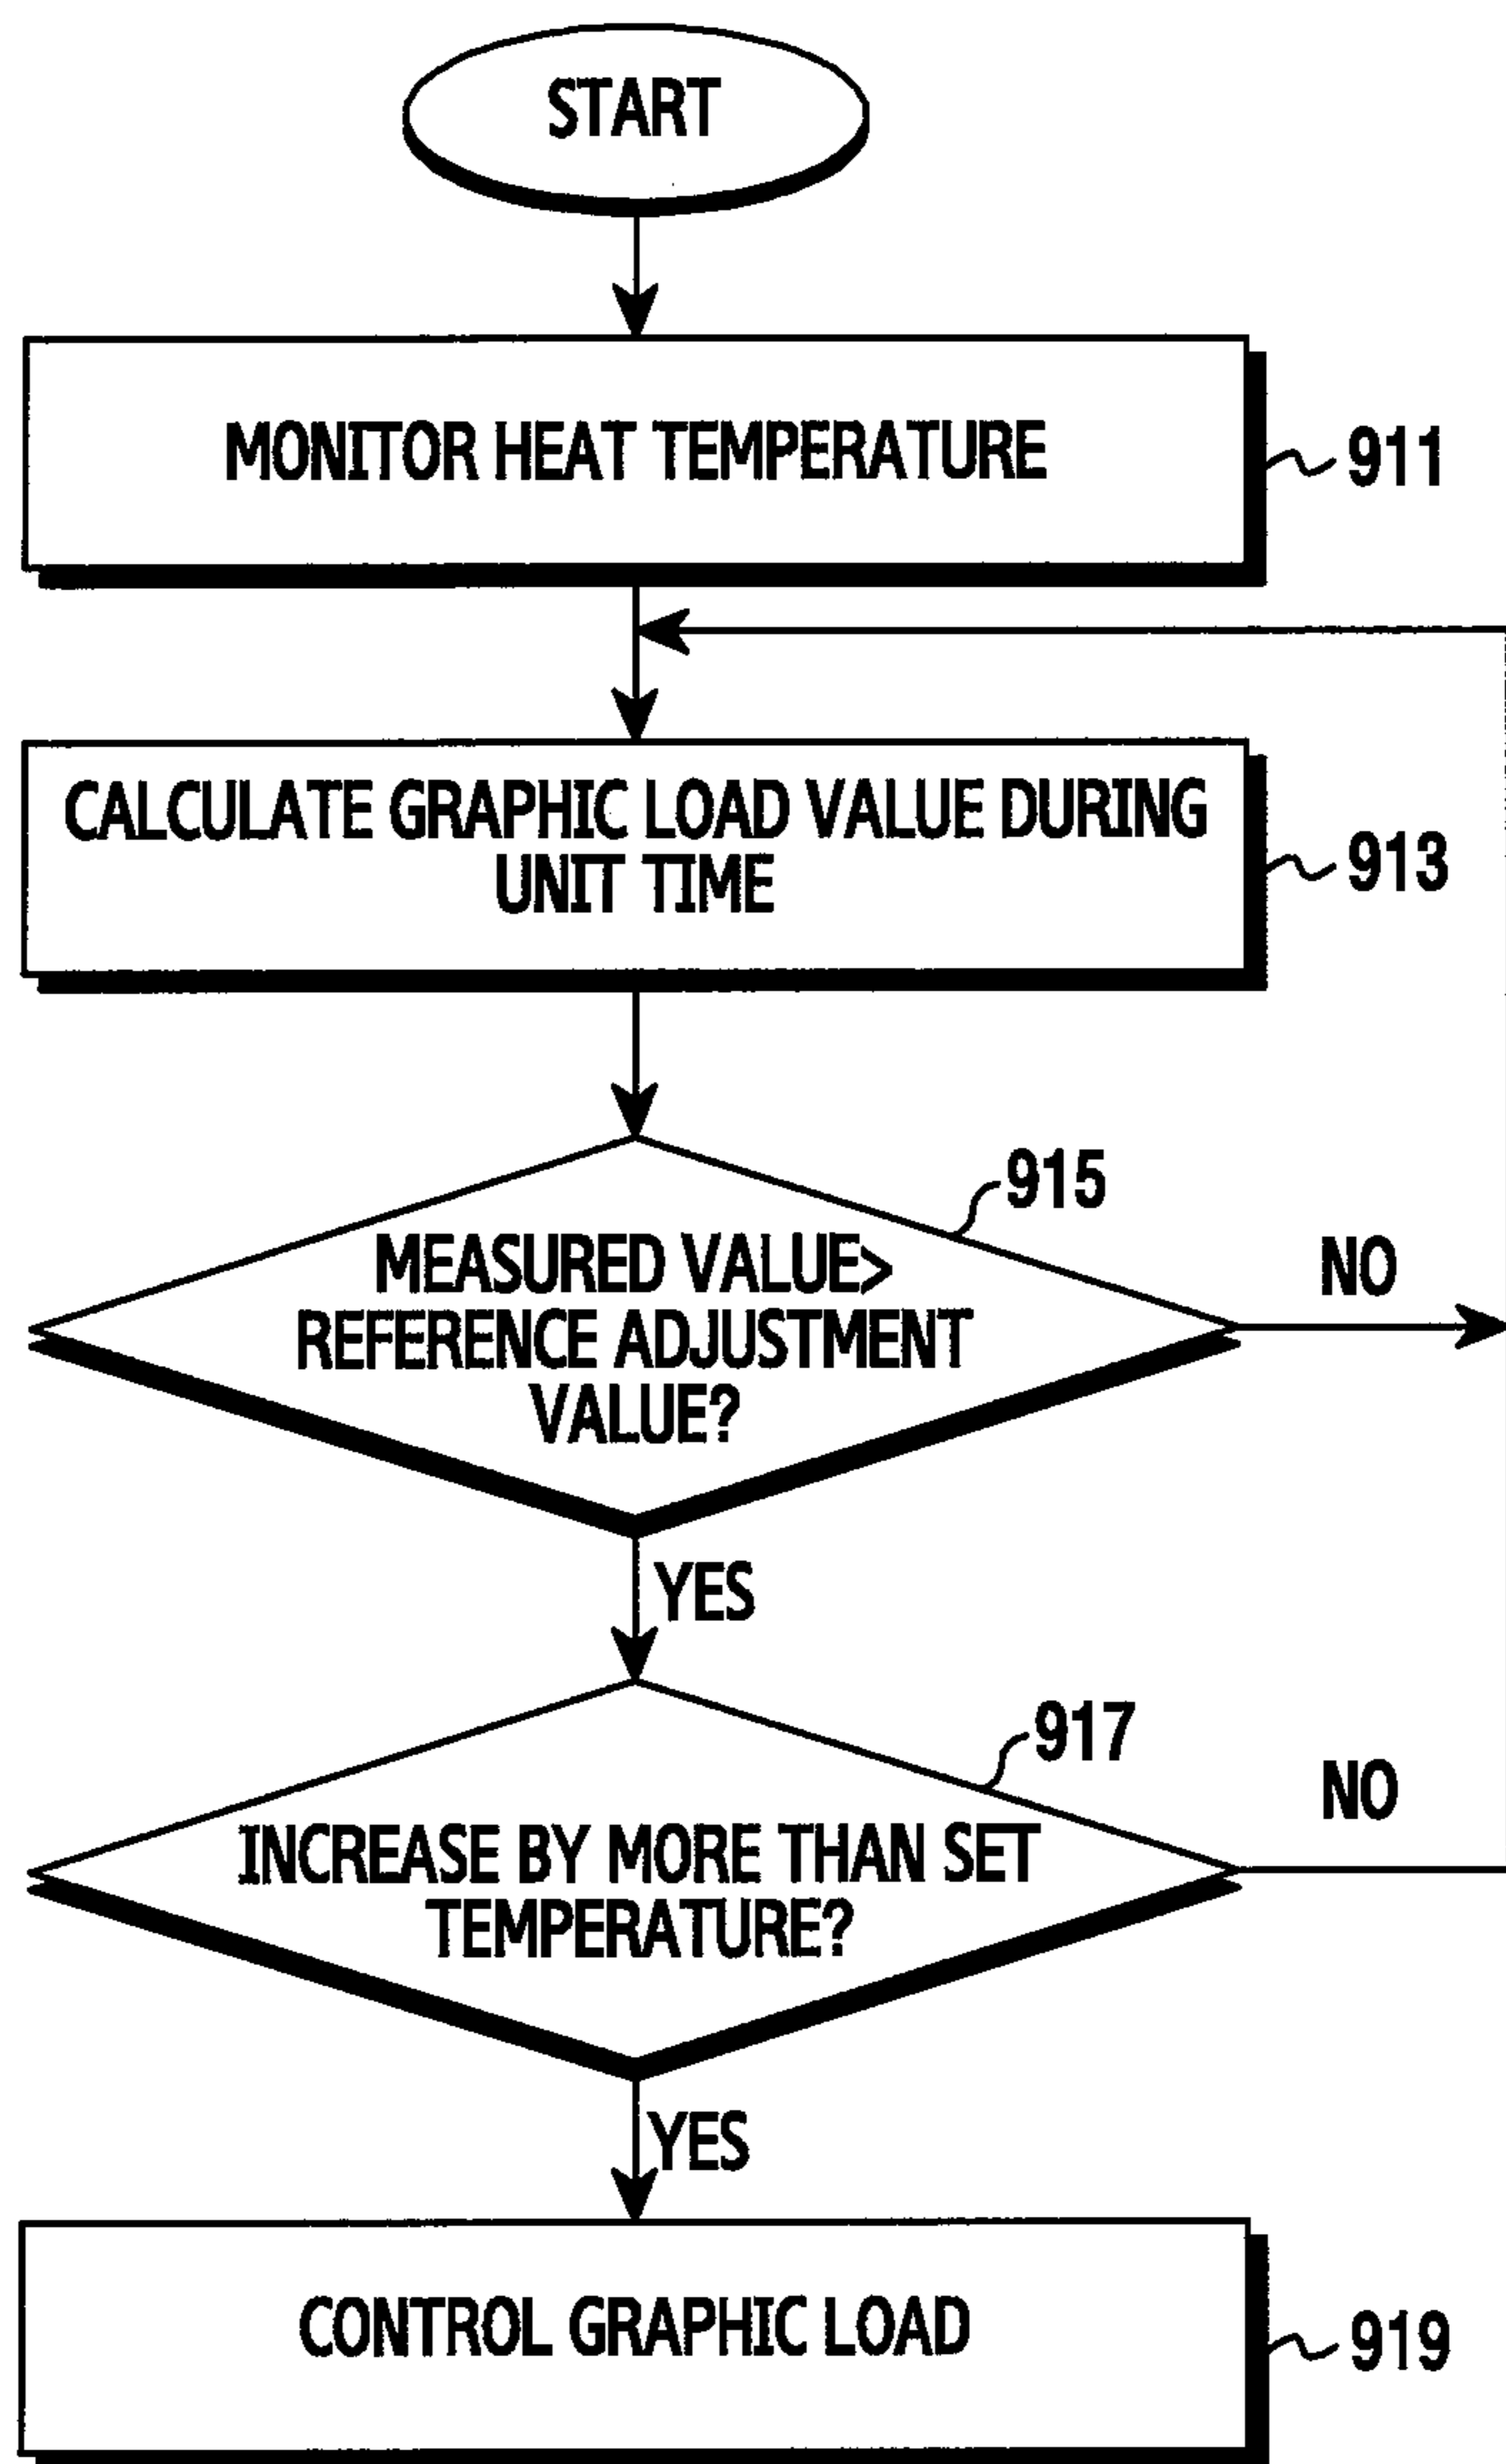 START
MONITOR HEAT TEMPERATURE
911
CALCULATE GRAPHIC LOAD VALUE DURING
UNIT TIME
913
915
MEASURED VALUE>
REFERENCE ADJUSTMENT
VALUE?
NO
YES
917
INCREASE BY MORE THAN SET
TEMPERATURE?
NO
YES
CONTROL GRAPHIC LOAD
919